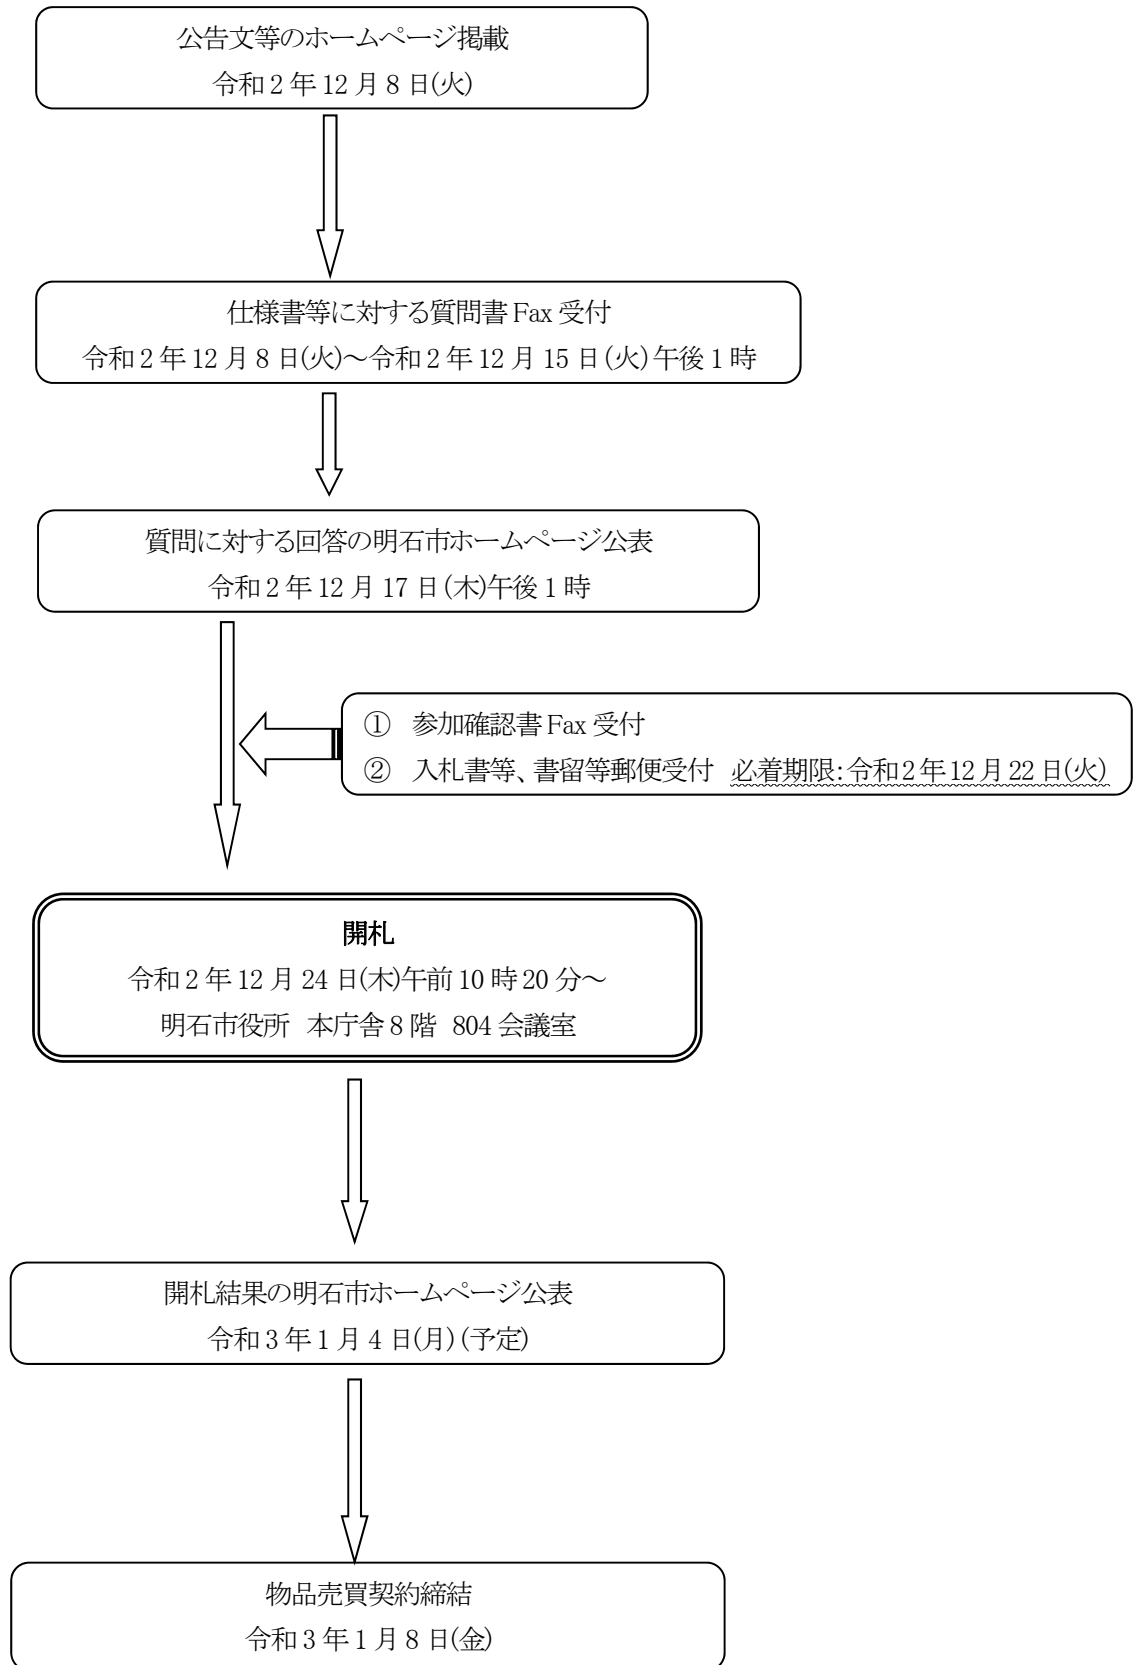 公告文等のホームページ掲載
令和2年12月8日(火)
仕様書等に対する質問書Fax受付
令和2年12月8日(火)～令和2年12月15日(火)午後1時
質問に対する回答の明石市ホームページ公表
令和2年12月17日(木)午後1時
① 参加確認書Fax受付
② 入札書等、書留等郵便受付 必着期限:令和2年12月22日(火)
開札
令和2年12月24日(木)午前10時20分～
明石市役所 本庁舎8階 804会議室
開札結果の明石市ホームページ公表
令和3年1月4日(月)(予定)
物品売買契約締結
令和3年1月8日(金)